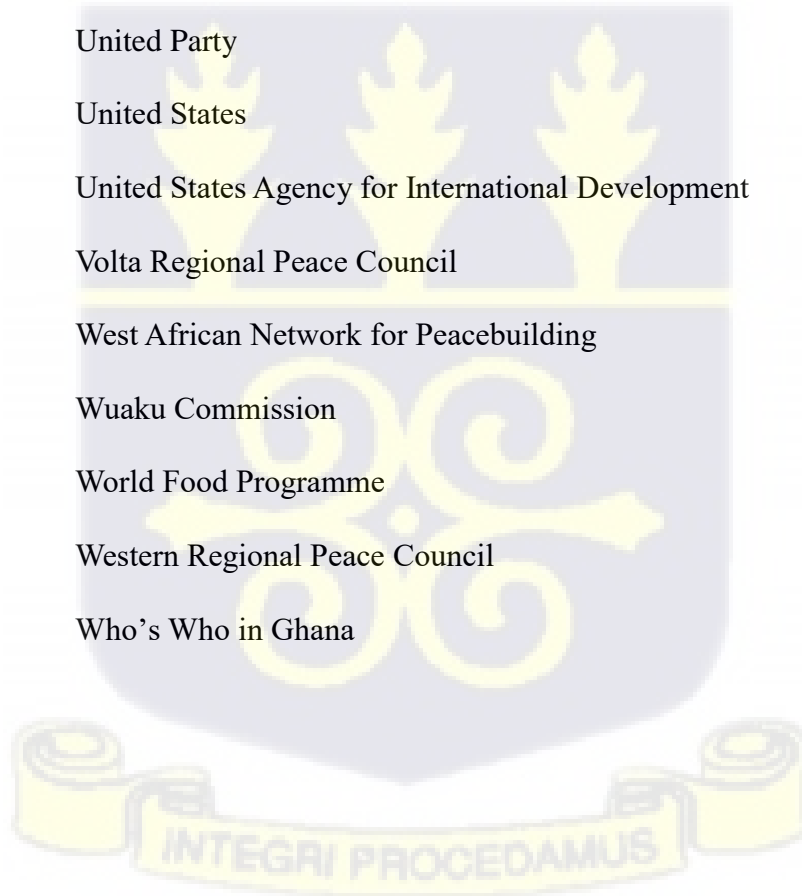 United Party
United States
United States Agency for International Development
Volta Regional Peace Council
West African Network for Peacebuilding
Wuaku Commission
World Food Programme
Western Regional Peace Council
Who’s Who in Ghana
INTEGRI PROCEDAMUS